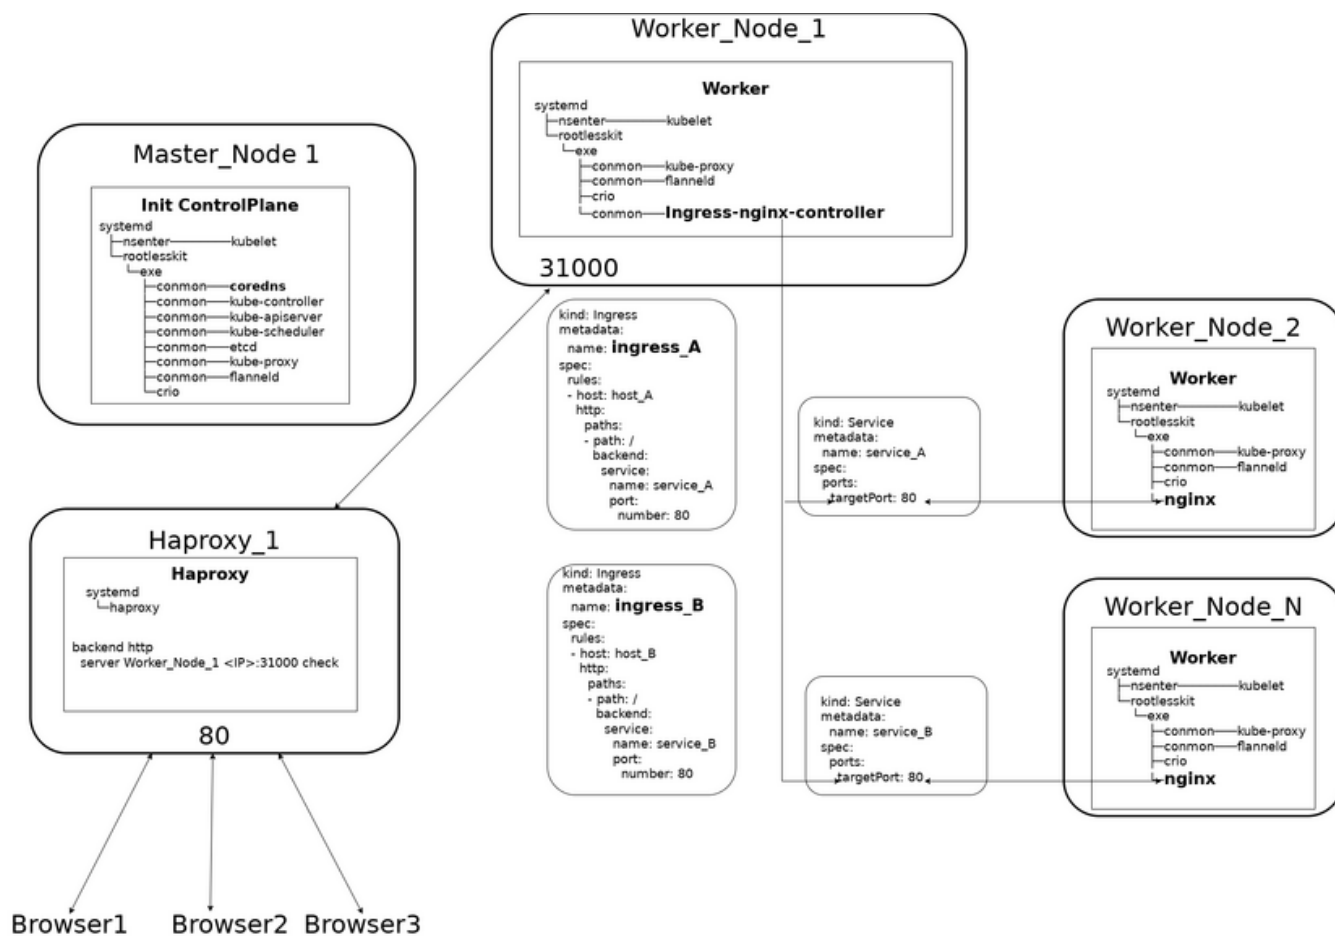 Worker_Node_1
Worker
systemd
├─nsenter────────kubelet
└─rootlesskit
└─exe
├─conmon──kube-proxy
├─conmon──flanneld
├─crio
└─conmon──Ingress-nginx-controller
31000
Master_Node 1
Init ControlPlane
systemd
├─nsenter────────kubelet
└─rootlesskit
└─exe
├─conmon──coredns
├─conmon──kube-controller
├─conmon──kube-apiserver
├─conmon──kube-scheduler
├─conmon──etcd
├─conmon──kube-proxy
├─conmon──flanneld
└─crio
kind: Ingress
metadata:
name: ingress_A
spec:
rules:
- host: host_A
http:
paths:
- path: /
backend:
service:
name: service_A
port:
number: 80
kind: Service
metadata:
name: service_A
spec:
ports:
targetPort: 80
Worker_Node_2
Worker
systemd
├─nsenter────────kubelet
└─rootlesskit
└─exe
├─conmon──kube-proxy
├─conmon──flanneld
├─crio
└─nginx
Haproxy_1
Haproxy
systemd
└─haproxy
backend http
server Worker_Node_1 <IP>:31000 check
80
kind: Ingress
metadata:
name: ingress_B
spec:
rules:
- host: host_B
http:
paths:
- path: /
backend:
service:
name: service_B
port:
number: 80
kind: Service
metadata:
name: service_B
spec:
ports:
targetPort: 80
Worker_Node_N
Worker
systemd
├─nsenter────────kubelet
└─rootlesskit
└─exe
├─conmon──kube-proxy
├─conmon──flanneld
├─crio
└─nginx
Browser1
Browser2
Browser3